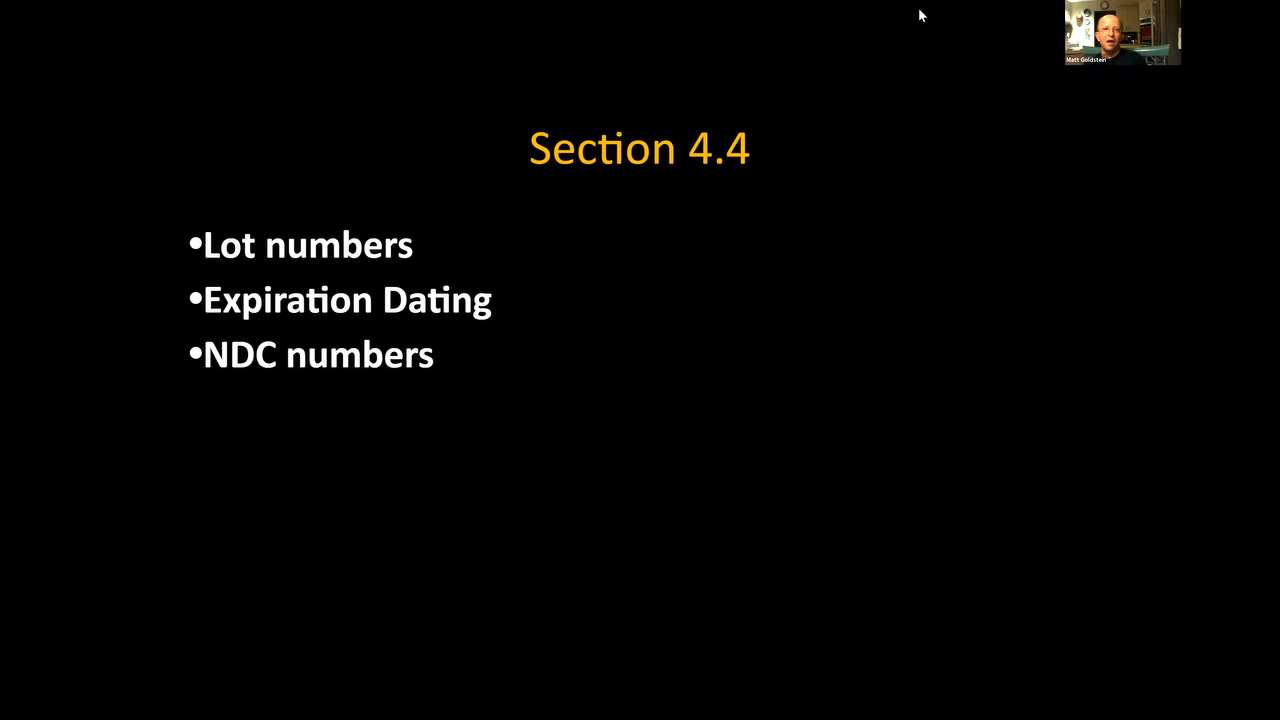 Matt Goldstein
Section 4.4
•Lot numbers
•Expiration Dating
•NDC numbers